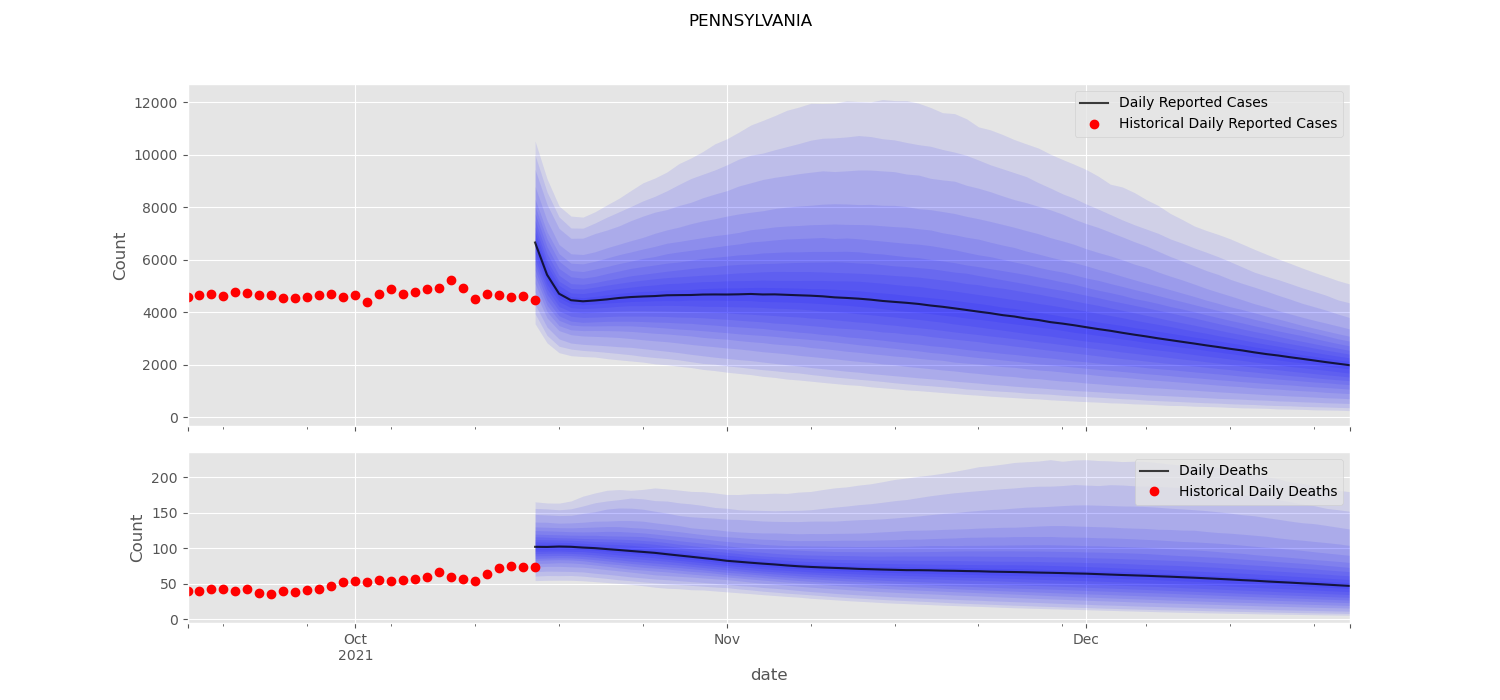 PENNSYLVANIA
12000
10000
8000
6000
4000
2000
0
Count
Daily Reported Cases
Historical Daily Reported Cases
200
150
100
50
0
Count
Daily Deaths
Historical Daily Deaths
Oct
2021
Nov
Dec
date